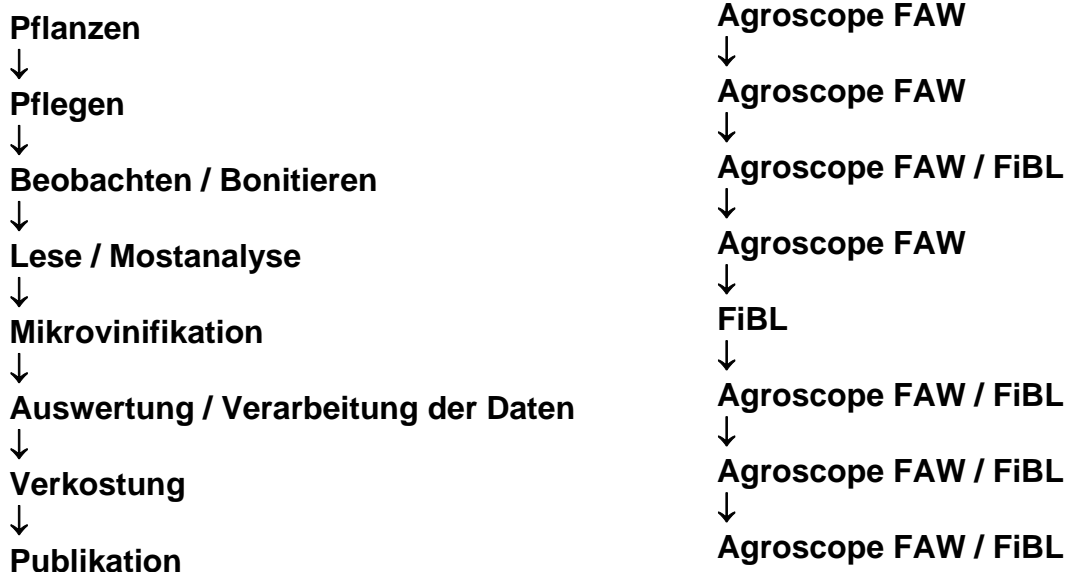 Pflanzen
↓
Pflegen
↓
Beobachten / Bonitieren
↓
Lese / Mostanalyse
↓
Mikrovinifikation
↓
Auswertung / Verarbeitung der Daten
↓
Verkostung
↓
Publikation
Agroscope FAW
↓
Agroscope FAW
↓
Agroscope FAW / FiBL
↓
Agroscope FAW
↓
FiBL
↓
Agroscope FAW / FiBL
↓
Agroscope FAW / FiBL
↓
Agroscope FAW / FiBL